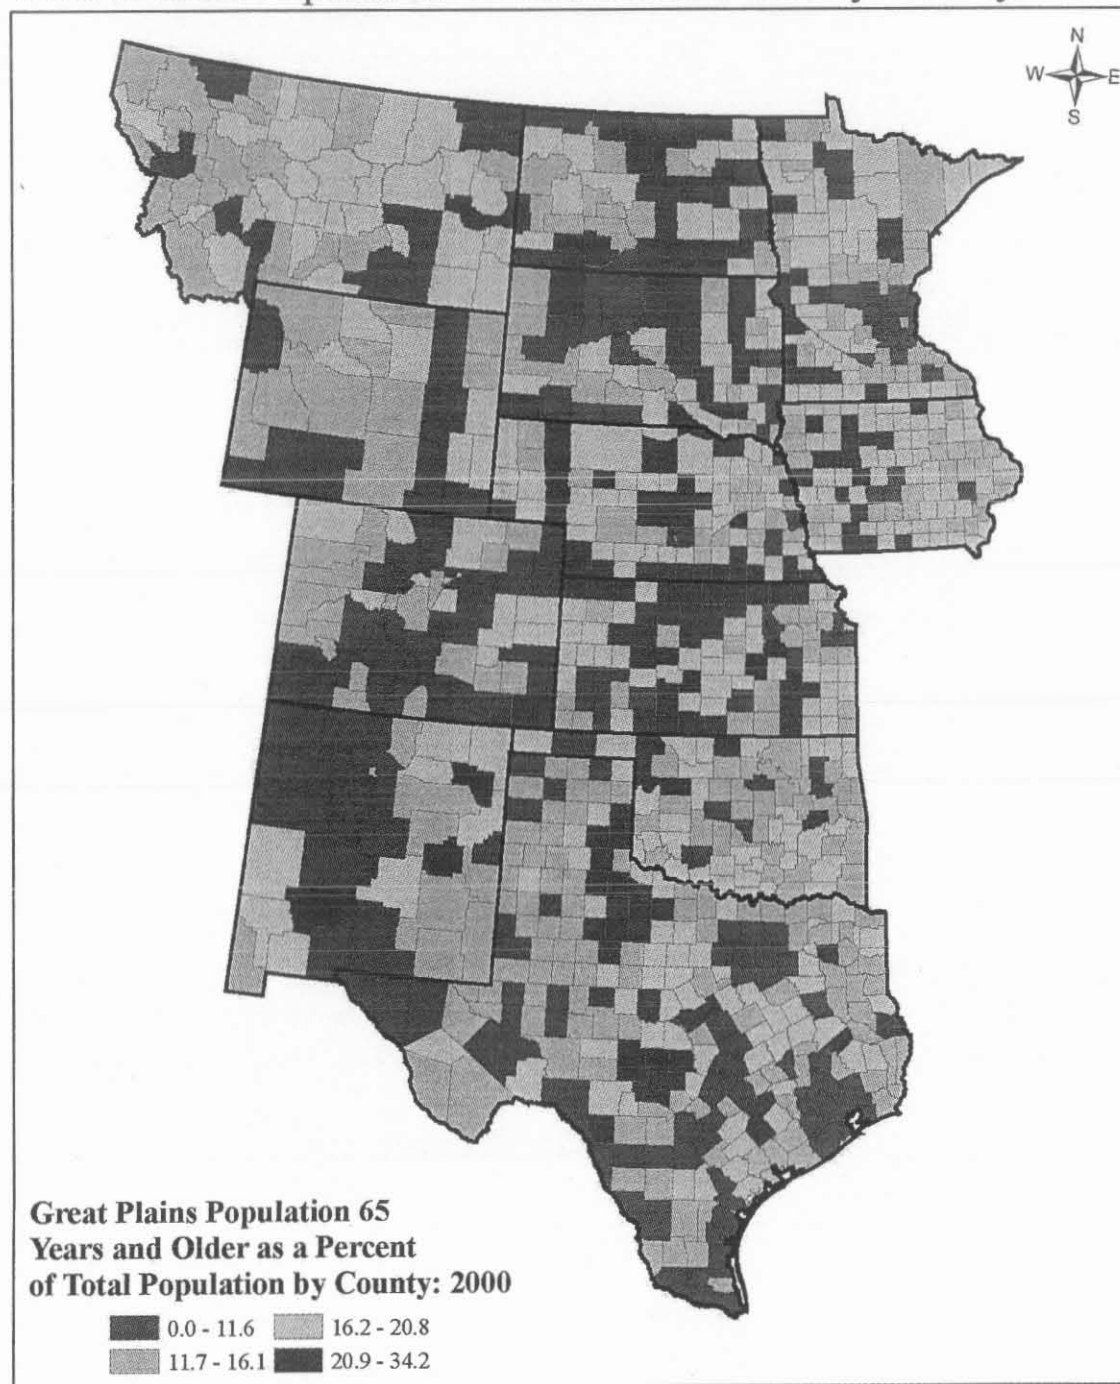 N
W E
S
Great Plains Population 65
Years and Older as a Percent
of Total Population by County: 2000
0.0 - 11.6 16.2 - 20.8
11.7 - 16.1 20.9 - 34.2